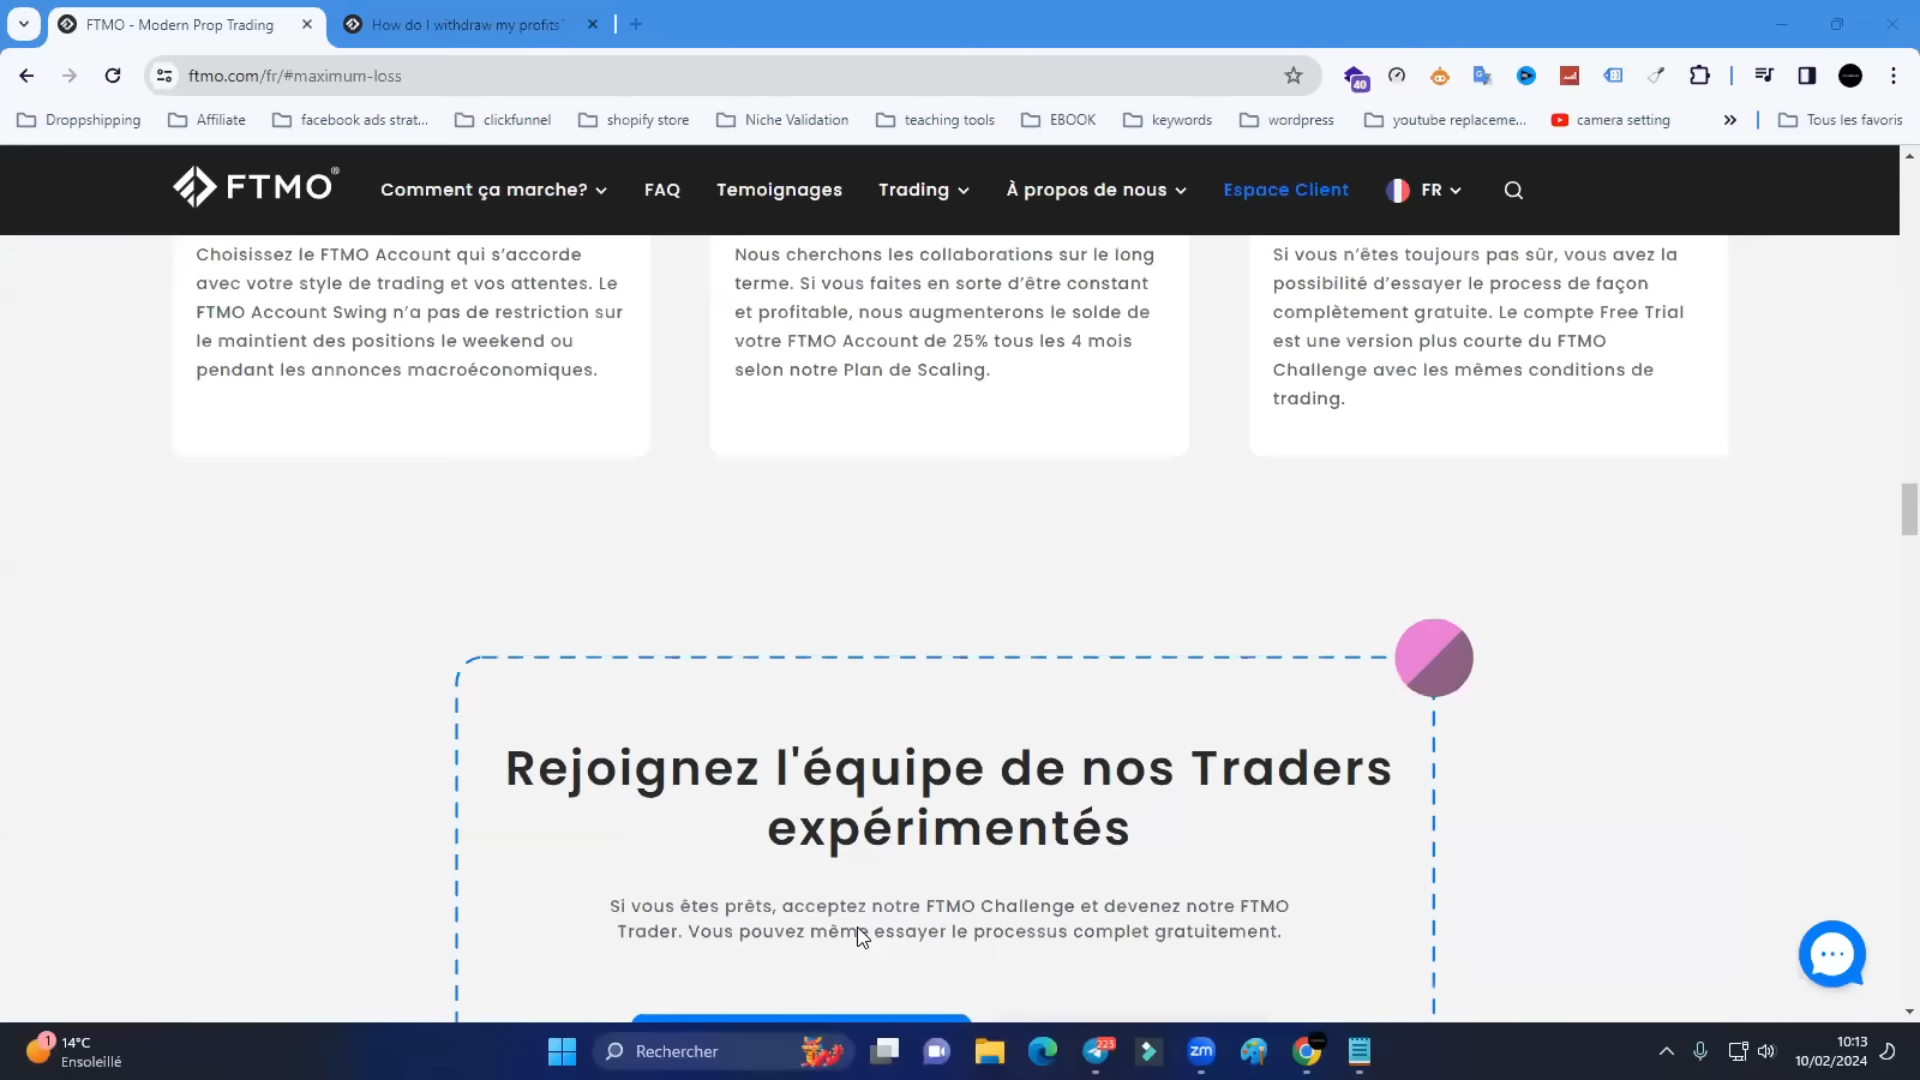 FTMO - Modern Prop Trading
How do I withdraw my profits
ftmo.com/fr/#maximum-loss
40
Droppshipping
Affiliate
facebook ads strat...
clickfunnel
shopify store
Niche Validation
teaching tools
EBOOK
keywords
wordpress
youtube replaceme...
camera setting
Tous les favoris
FTMO®
Comment ça marche?
FAQ
Temoignages
Trading
À propos de nous
Espace Client
FR
Choisissez le FTMO Account qui s’accorde
avec votre style de trading et vos attentes. Le
FTMO Account Swing n’a pas de restriction sur
le maintient des positions le weekend ou
pendant les annonces macroéconomiques.
Nous cherchons les collaborations sur le long
terme. Si vous faites en sorte d’être constant
et profitable, nous augmenterons le solde de
votre FTMO Account de 25% tous les 4 mois
selon notre Plan de Scaling.
Si vous n’êtes toujours pas sûr, vous avez la
possibilité d’essayer le process de façon
complètement gratuite. Le compte Free Trial
est une version plus courte du FTMO
Challenge avec les mêmes conditions de
trading.
Rejoignez l'équipe de nos Traders
expérimentés
Si vous êtes prêts, acceptez notre FTMO Challenge et devenez notre FTMO
Trader. Vous pouvez même essayer le processus complet gratuitement.
1
14°C
Ensoleillé
Rechercher
225
zm
10:13
10/02/2024